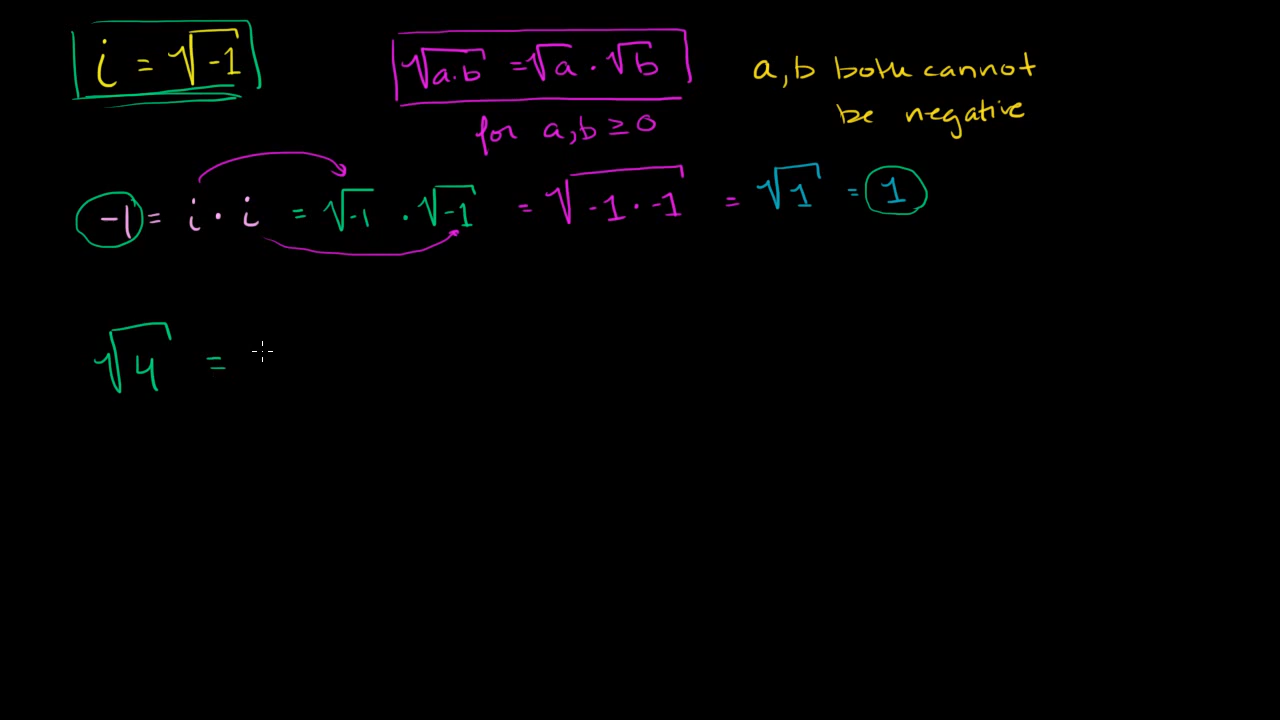 i = √-1
√a·b = √a · √b
for a,b ≥ 0
a,b both cannot
be negative
-1 = i · i = √-1 · √-1 = √-1 · -1 = √1 = 1
√4 =